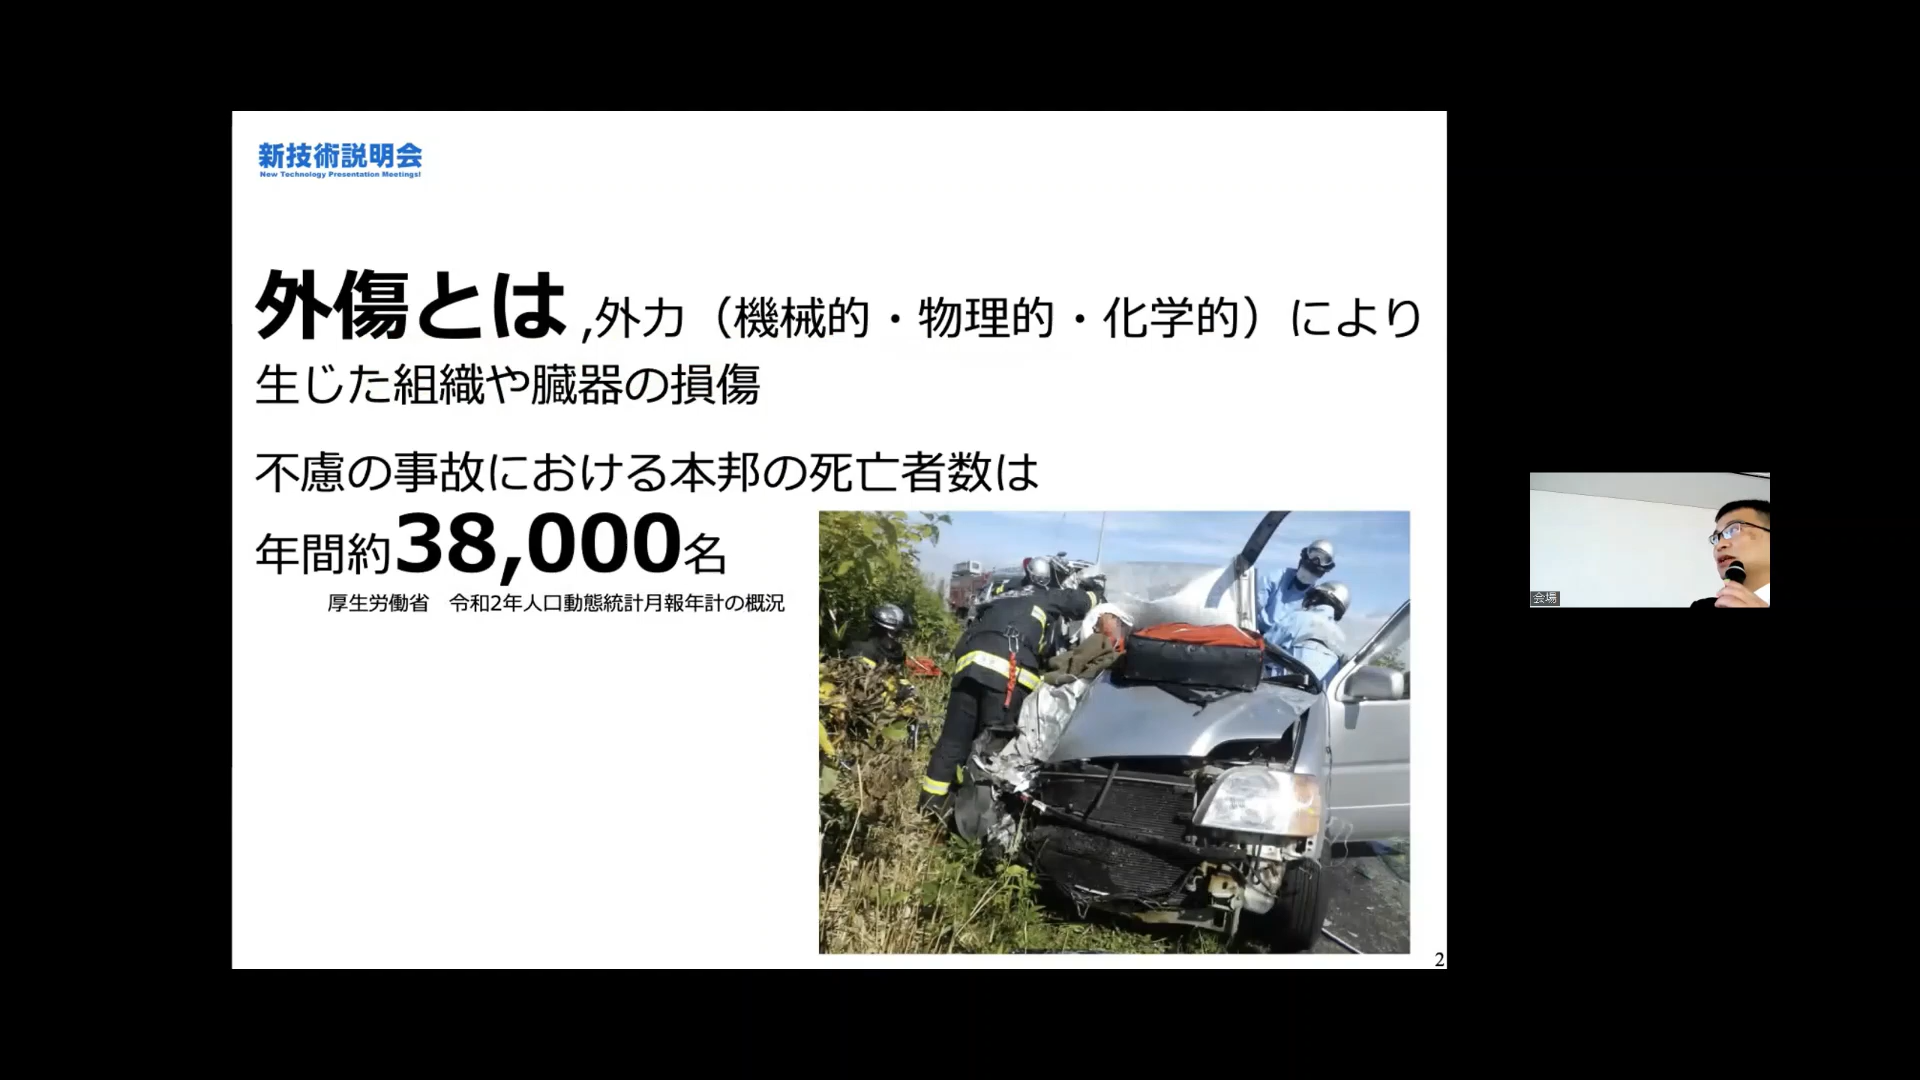 新技術説明会
New Technology Presentation Meetings!
外傷とは,外力（機械的・物理的・化学的）により
生じた組織や臓器の損傷
不慮の事故における本邦の死亡者数は
年間約38,000名
厚生労働省　令和2年人口動態統計月報年計の概況
2
会場